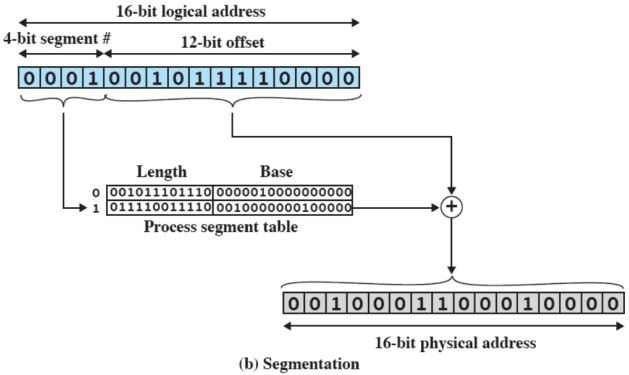 16-bit logical address
4-bit segment # 12-bit offset
0 0 0 1 0 0 1 0 1 1 1 1 0 0 0 0
Length Base
0 001011101110 0000010000000000
1 011110011110 0010000000100000
Process segment table
+
0 0 1 0 0 0 1 1 0 0 0 1 0 0 0 0
16-bit physical address
(b) Segmentation